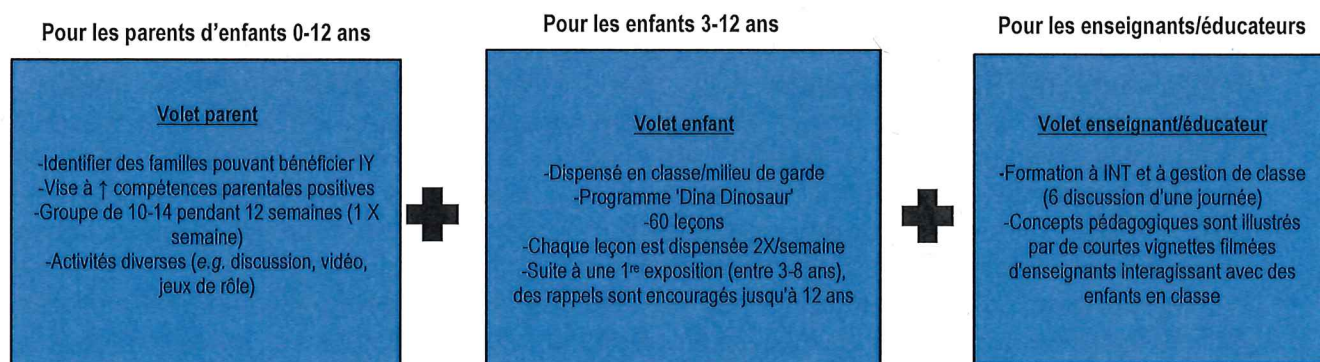 Pour les parents d'enfants 0-12 ans
Volet parent
-Identifier des familles pouvant bénéficier IY
-Vise à ↑ compétences parentales positives
-Groupe de 10-14 pendant 12 semaines (1 X
semaine)
-Activités diverses (e.g. discussion, vidéo,
jeux de rôle)
Pour les enfants 3-12 ans
Volet enfant
-Dispensé en classe/milieu de garde
-Programme 'Dina Dinosaur'
-60 leçons
-Chaque leçon est dispensée 2X/semaine
-Suite à une 1re exposition (entre 3-8 ans),
des rappels sont encouragés jusqu'à 12 ans
Pour les enseignants/éducateurs
Volet enseignant/éducateur
-Formation à INT et à gestion de classe
(6 discussion d'une journée)
-Concepts pédagogiques sont illustrés
par de courtes vignettes filmées
d'enseignants interagissant avec des
enfants en classe